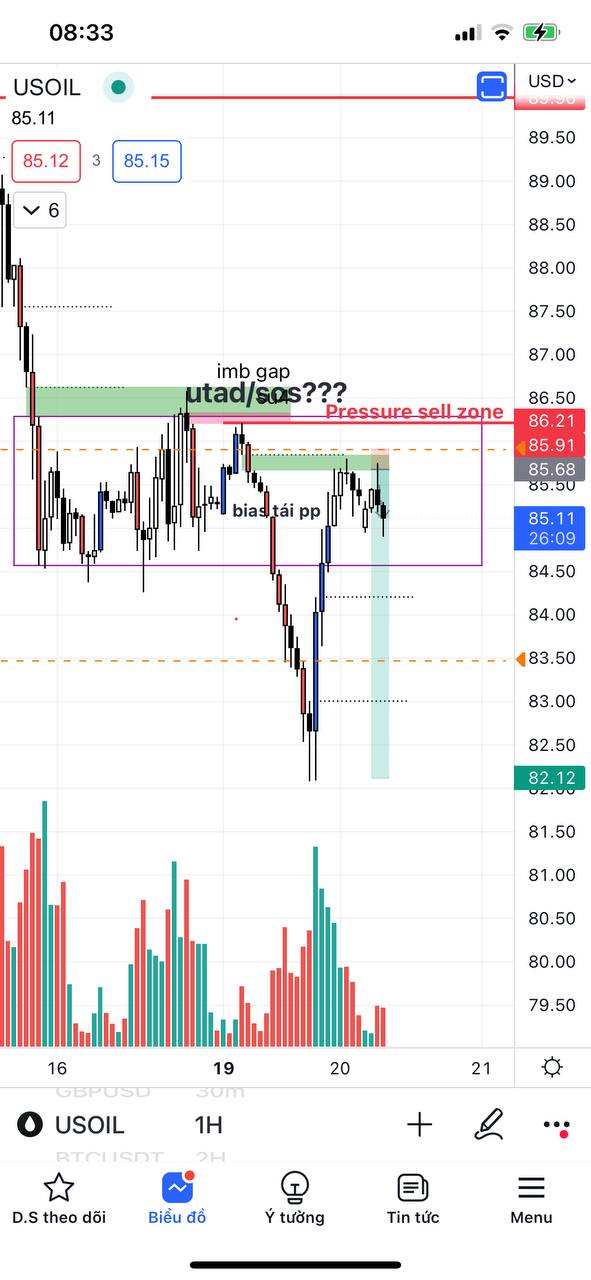 08:33
USOIL
USD
89.96
85.11
89.50
85.12 3 85.15
89.00
6
88.50
88.00
87.50
87.00
imb gap
utad/sos???
86.50
Pressure sell zone
86.21
85.91
85.68
85.50
bias tái pp
85.11
26:09
84.50
84.00
83.50
83.00
82.50
82.12
82.00
81.50
81.00
80.50
80.00
79.50
16 19 20 21
GBPUSD 30m
USOIL 1H
BTCUSDT 2H
D.S theo dõi Biểu đồ Ý tưởng Tin tức Menu